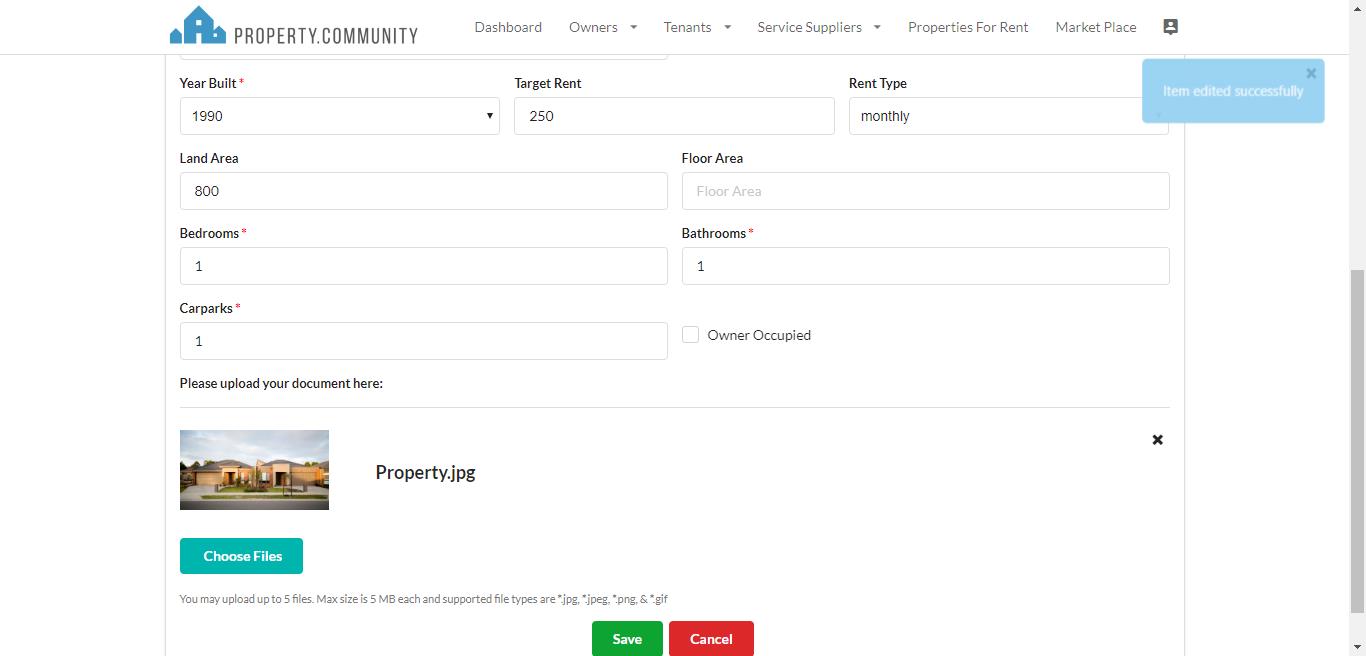 PROPERTY.COMMUNITY
Dashboard Owners Tenants Service Suppliers Properties For Rent Market Place
Item edited successfully
Year Built * Target Rent Rent Type
1990 250 monthly
Land Area Floor Area
800 Floor Area
Bedrooms * Bathrooms *
1 1
Carparks *
1 Owner Occupied
Please upload your document here:
Property.jpg
Choose Files
You may upload up to 5 files. Max size is 5 MB each and supported file types are *.jpg, *.jpeg, *.png, & *.gif
Save Cancel